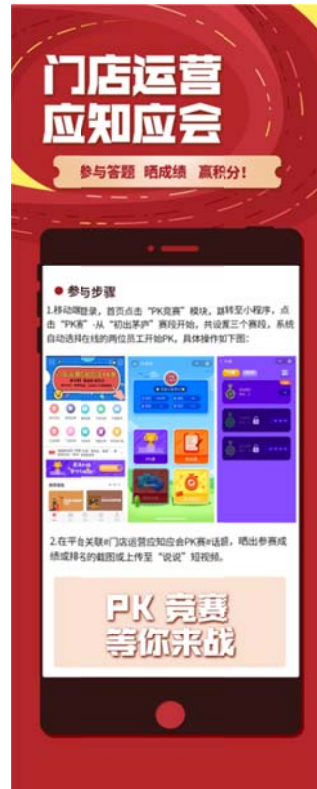 门店运营
应知应会
参与答题 晒成绩 赢积分!
参与步骤
1.移动端登录，首页点击“PK竞赛”模块，跳转至小程序，点
击“PK赛”-从“初出茅庐”赛段开始，共设置三个赛段，系统
自动选择在线的两位员工开始PK，具体操作如下图：
2.在平台关联#门店运营应知应会PK赛#话题，晒出参赛成
绩或排名的截图或上传至“说说”短视频。
PK 竞赛
等你来战